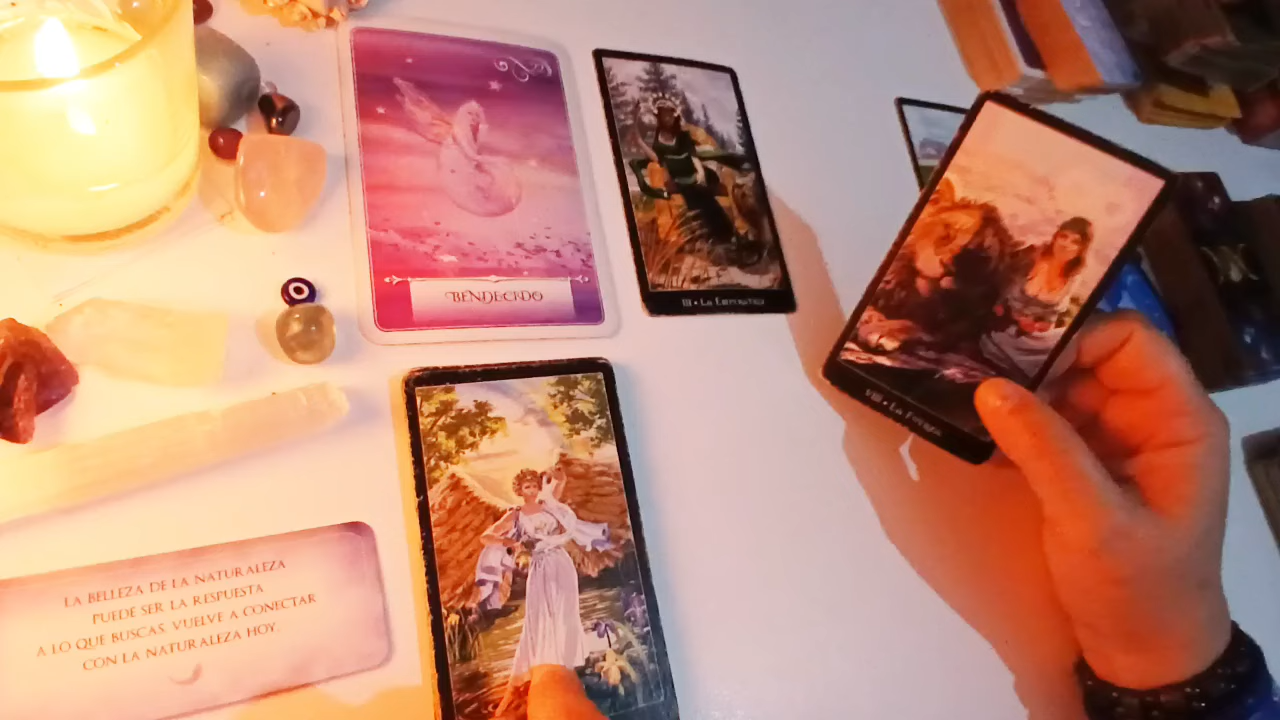 BENDECIDO
III • La Emperatriz
VIII • La Fuerza
LA BELLEZA DE LA NATURALEZA
PUEDE SER LA RESPUESTA
A LO QUE BUSCAS. VUELVE A CONECTAR
CON LA NATURALEZA HOY.